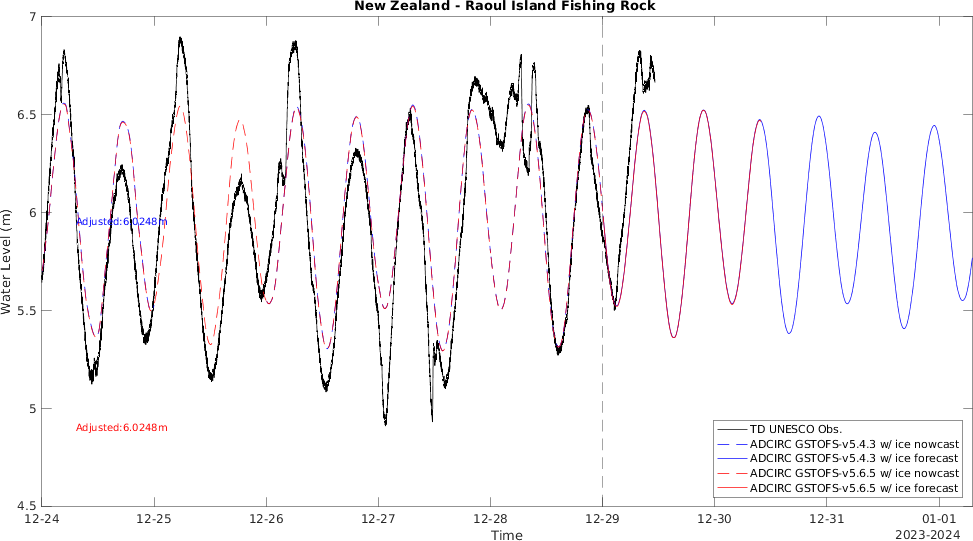 New Zealand - Raoul Island Fishing Rock
7
6.5
6
5.5
5
4.5
Water Level (m)
Adjusted:6.0248m
Adjusted:6.0248m
TD UNESCO Obs.
ADCIRC GSTOFS-v5.4.3 w/ ice nowcast
ADCIRC GSTOFS-v5.4.3 w/ ice forecast
ADCIRC GSTOFS-v5.6.5 w/ ice nowcast
ADCIRC GSTOFS-v5.6.5 w/ ice forecast
12-24 12-25 12-26 12-27 12-28 12-29 12-30 12-31 01-01
Time
2023-2024